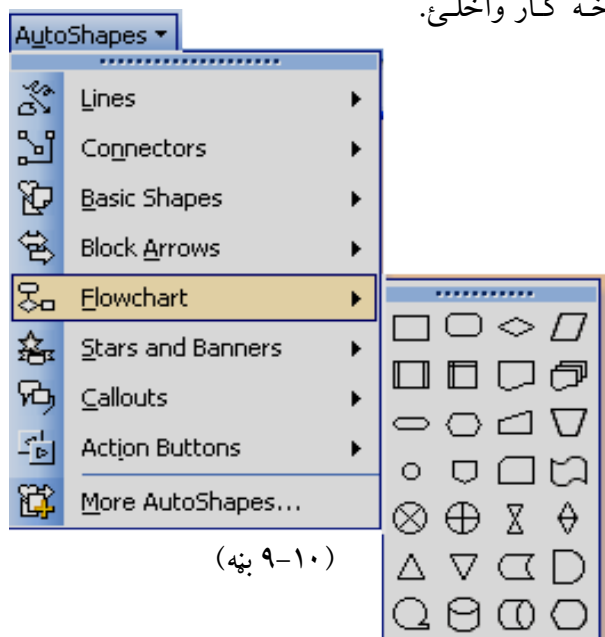 خه کار واخلئ.
AutoShapes
Lines
Connectors
Basic Shapes
Block Arrows
Flowchart
Stars and Banners
Callouts
Action Buttons
More AutoShapes...
(۹-۱۰ بڼه)